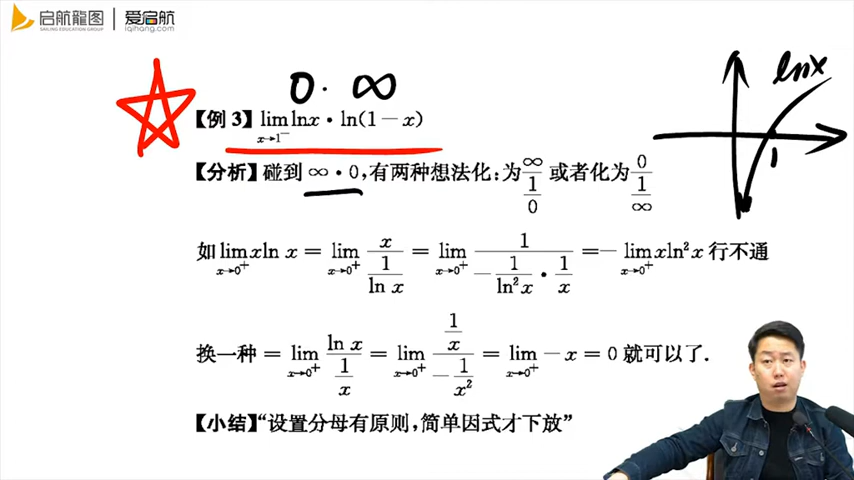 启航龍图 | 爱启航
SAILING EDUCATION GROUP iqihang.com
0·∞
lnx
【例 3】lim_{x→1⁻} lnx·ln(1−x)
1
【分析】碰到 ∞·0,有两种想法化:为 ∞/(1/0) 或者化为 0/(1/∞)
如 lim_{x→0⁺} xln x = lim_{x→0⁺} x/(1/ln x) = lim_{x→0⁺} 1/(−1/ln²x · 1/x) =− lim_{x→0⁺} xln²x 行不通
换一种 = lim_{x→0⁺} ln x/(1/x) = lim_{x→0⁺} (1/x)/(−1/x²) = lim_{x→0⁺} −x = 0 就可以了.
【小结】“设置分母有原则,简单因式才下放”